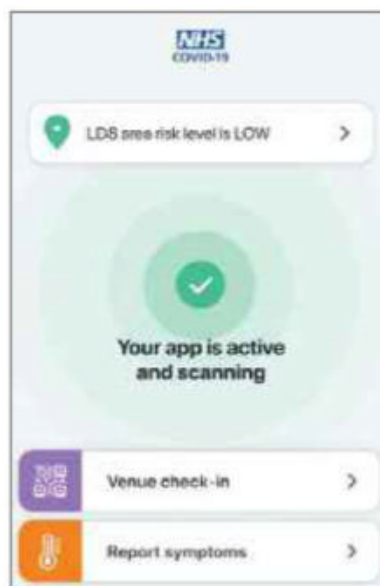 NHS
COVID-19
LD8 area risk level is LOW
Your app is active
and scanning
Venue check-in
Report symptoms